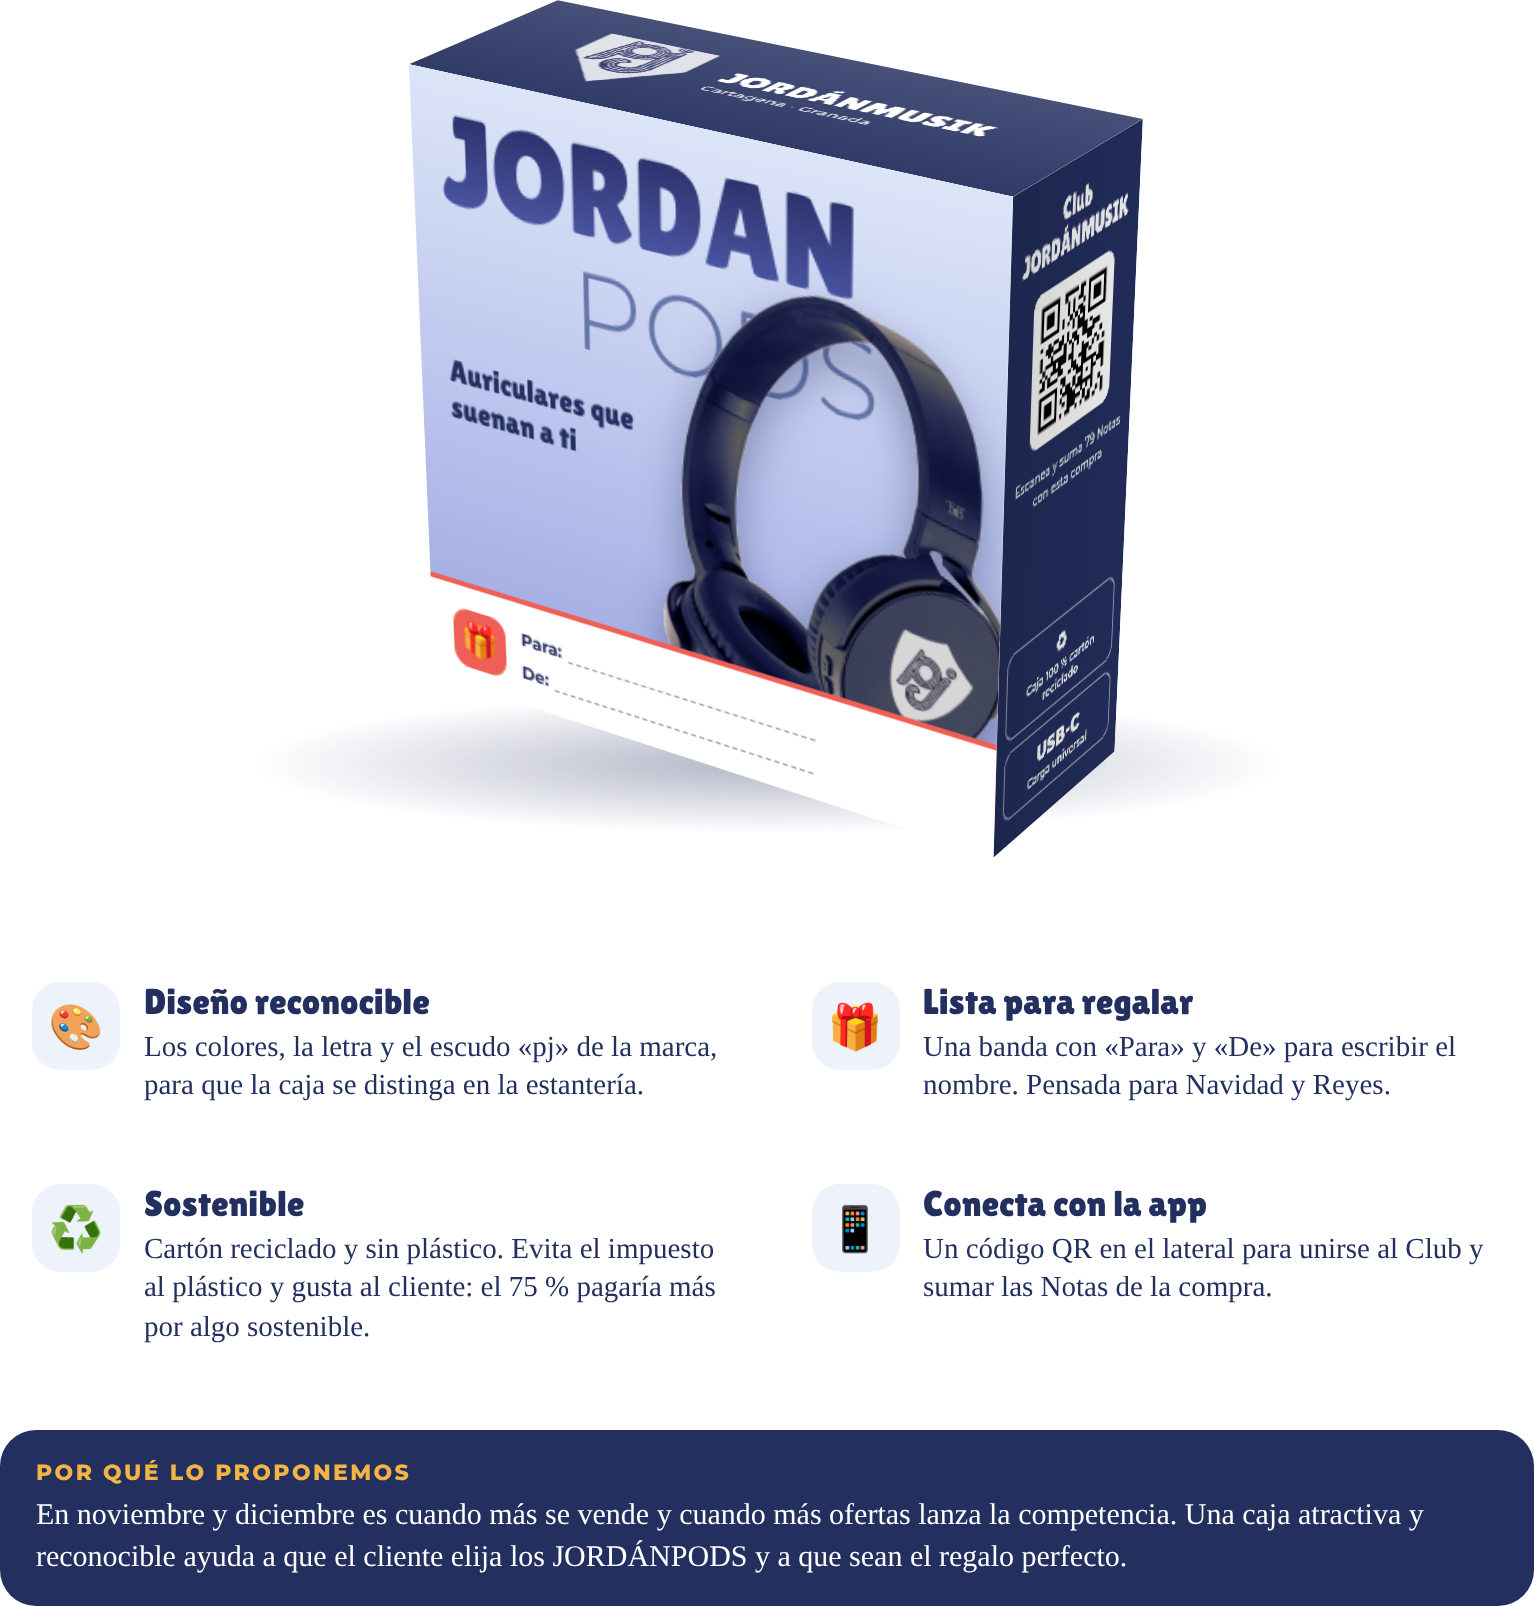 JORDÁNMUSIK
Cartagena · Granada
JORDAN
PODS
Auriculares que
suenan a ti
Para:
De:
pj
Club
JORDÁNMUSIK
Escanea y suma 79 Notas
con esta compra
Caja 100 % cartón
reciclado
USB-C
Carga universal
Diseño reconocible
Los colores, la letra y el escudo «pj» de la marca,
para que la caja se distinga en la estantería.
Lista para regalar
Una banda con «Para» y «De» para escribir el
nombre. Pensada para Navidad y Reyes.
Sostenible
Cartón reciclado y sin plástico. Evita el impuesto
al plástico y gusta al cliente: el 75 % pagaría más
por algo sostenible.
Conecta con la app
Un código QR en el lateral para unirse al Club y
sumar las Notas de la compra.
POR QUÉ LO PROPONEMOS
En noviembre y diciembre es cuando más se vende y cuando más ofertas lanza la competencia. Una caja atractiva y
reconocible ayuda a que el cliente elija los JORDÁNPODS y a que sean el regalo perfecto.